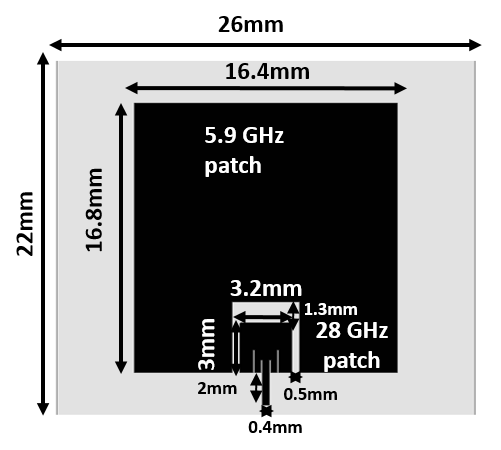 26mm
16.4mm
5.9 GHz
patch
22mm
16.8mm
3.2mm
1.3mm
3mm
28 GHz
patch
2mm
0.5mm
0.4mm